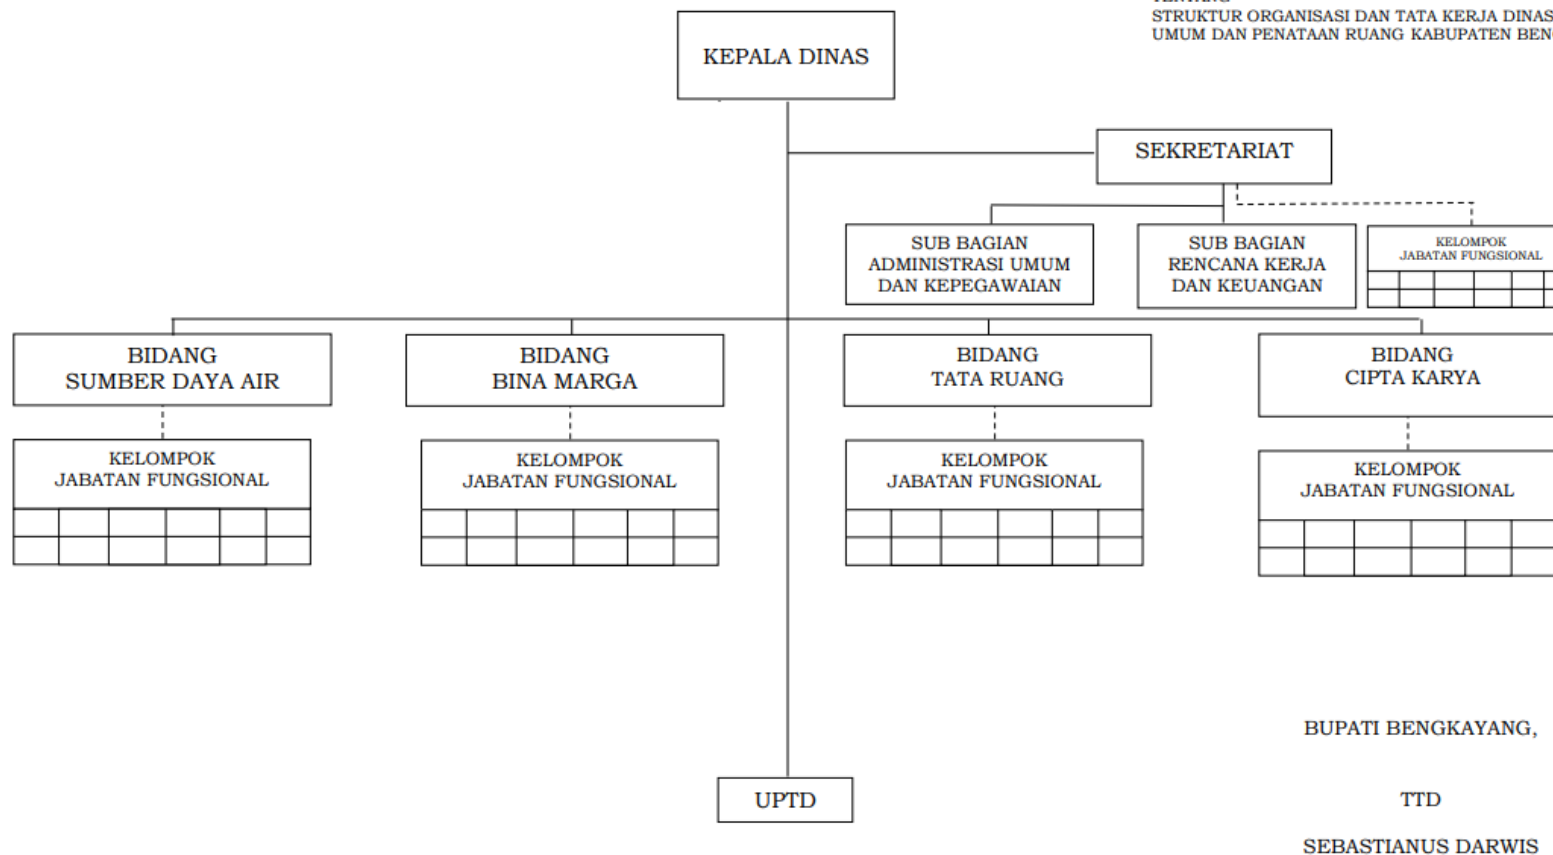 TENTANG
STRUKTUR ORGANISASI DAN TATA KERJA DINAS
UMUM DAN PENATAAN RUANG KABUPATEN
KEPALA DINAS
SEKRETARIAT
SUB BAGIAN
ADMINISTRASI UMUM
DAN KEPEGAWAIAN
SUB BAGIAN
RENCANA KERJA
DAN KEUANGAN
KELOMPOK
JABATAN FUNGSIONAL
BIDANG
SUMBER DAYA AIR
BIDANG
BINA MARGA
BIDANG
TATA RUANG
BIDANG
CIPTA KARYA
KELOMPOK
JABATAN FUNGSIONAL
KELOMPOK
JABATAN FUNGSIONAL
KELOMPOK
JABATAN FUNGSIONAL
KELOMPOK
JABATAN FUNGSIONAL
UPTD
BUPATI BENGKAYANG,
TTD
SEBASTIANUS DARWIS